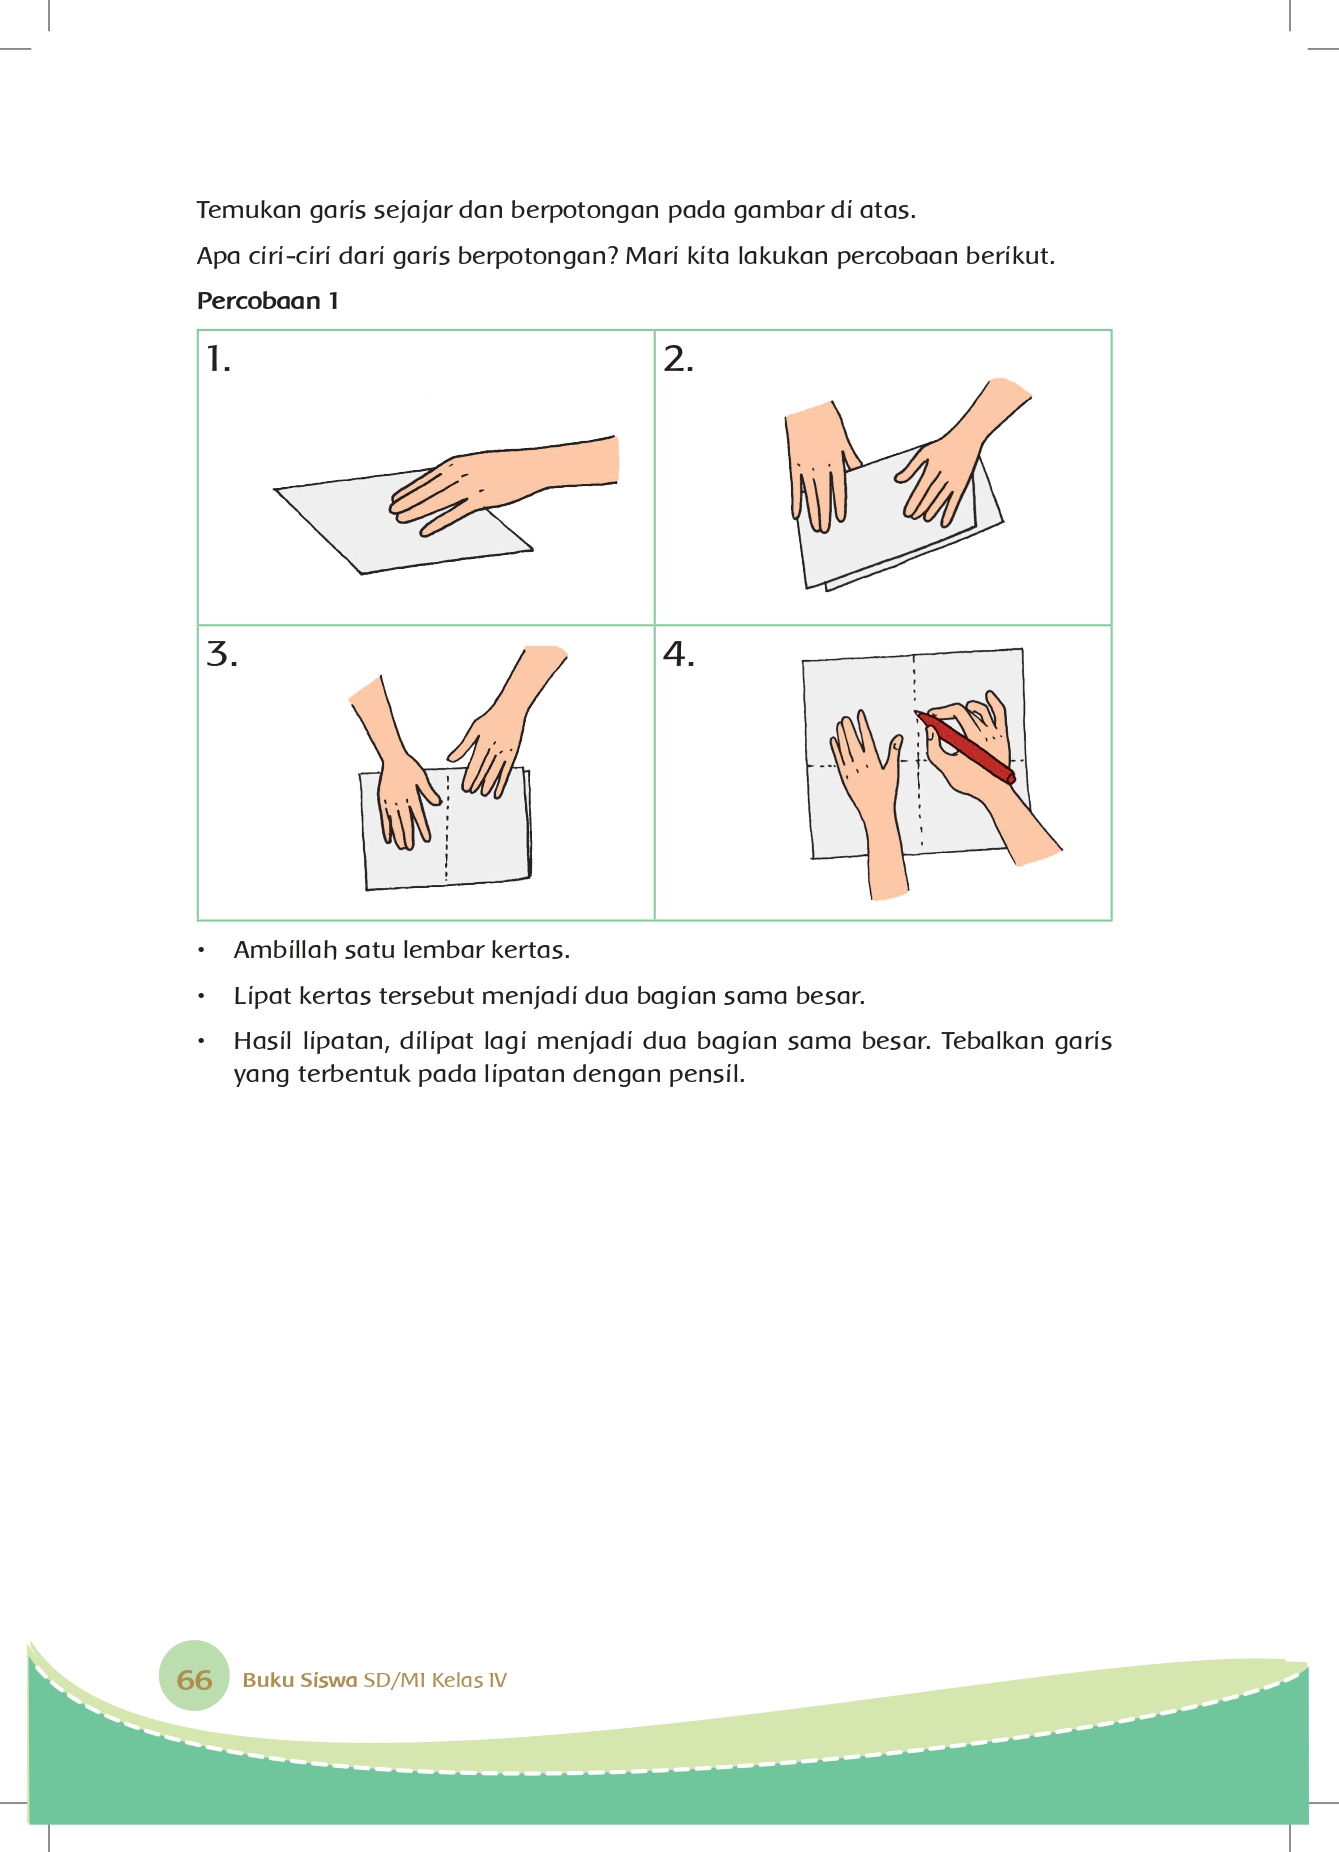 Temukan garis sejajar dan berpotongan pada gambar di atas.
Apa ciri-ciri dari garis berpotongan? Mari kita lakukan percobaan berikut.
Percobaan 1
1.
2.
3.
4.
• Ambillah satu lembar kertas.
• Lipat kertas tersebut menjadi dua bagian sama besar.
• Hasil lipatan, dilipat lagi menjadi dua bagian sama besar. Tebalkan garis
yang terbentuk pada lipatan dengan pensil.
66 Buku Siswa SD/MI Kelas IV